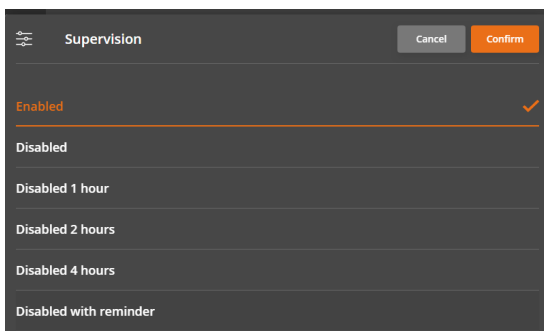 Supervision
Cancel
Confirm
Enabled
Disabled
Disabled 1 hour
Disabled 2 hours
Disabled 4 hours
Disabled with reminder